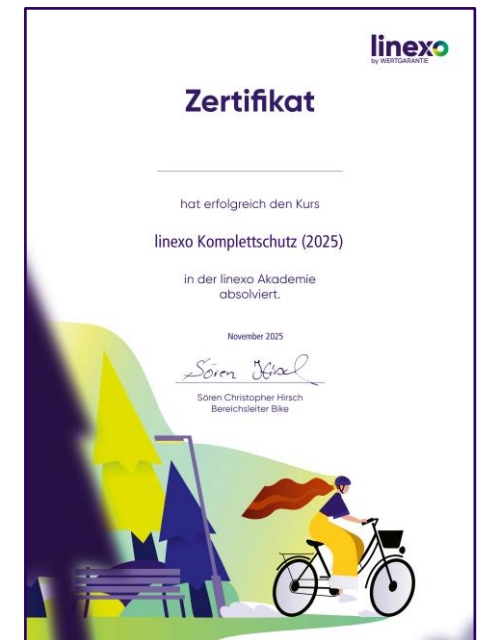 linexo
by WERTGARANTIE
Zertifikat
hat erfolgreich den Kurs
linexo Komplettschutz (2025)
in der linexo Akademie
absolviert.
November 2025
Sören Hirsch
Sören Christopher Hirsch
Bereichsleiter Bike